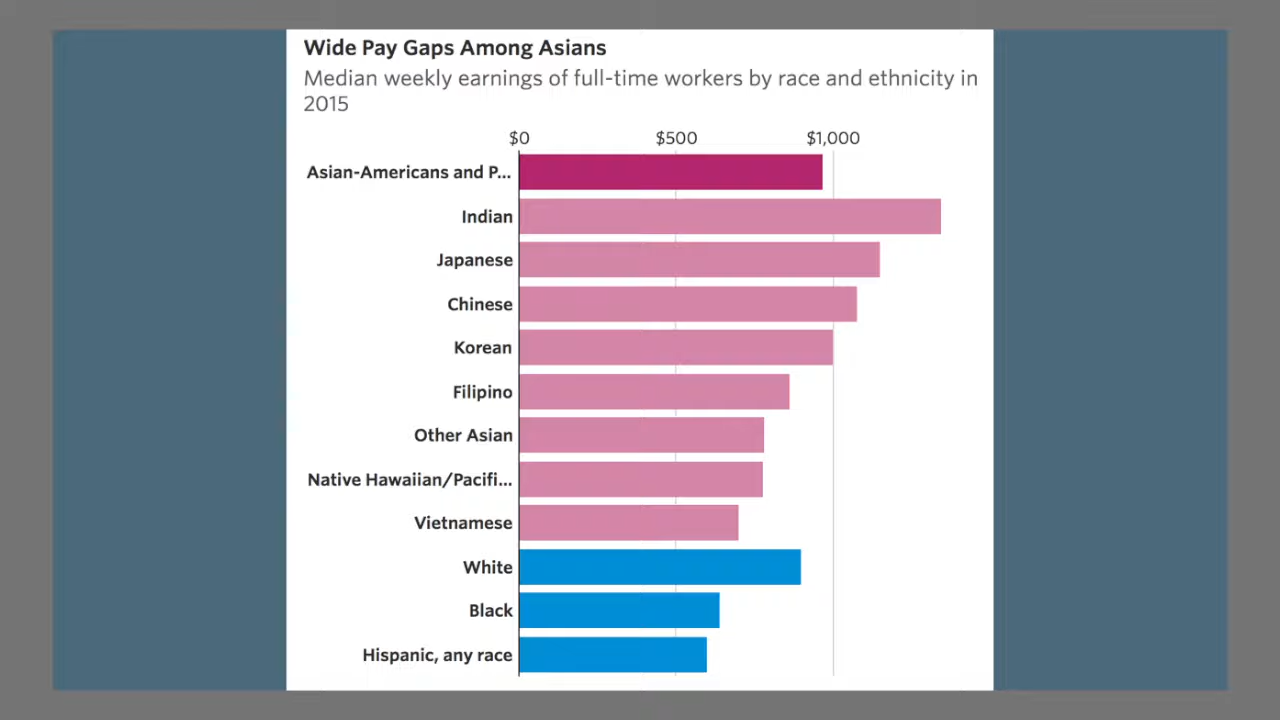 Wide Pay Gaps Among Asians
Median weekly earnings of full-time workers by race and ethnicity in
2015
$0 $500 $1,000
Asian-Americans and P...
Indian
Japanese
Chinese
Korean
Filipino
Other Asian
Native Hawaiian/Pacifi...
Vietnamese
White
Black
Hispanic, any race